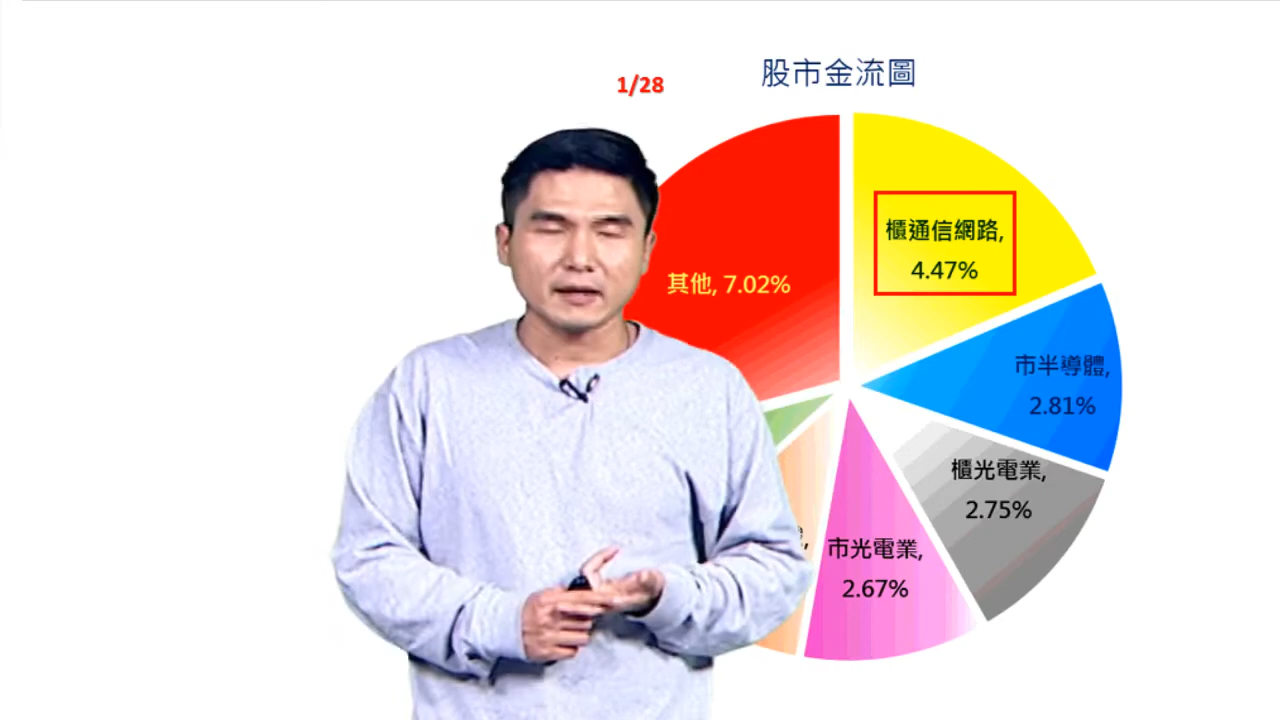 股市金流圖
1/28
櫃通信網路,
4.47%
其他, 7.02%
市半導體,
2.81%
櫃光電業,
2.75%
市光電業,
2.67%